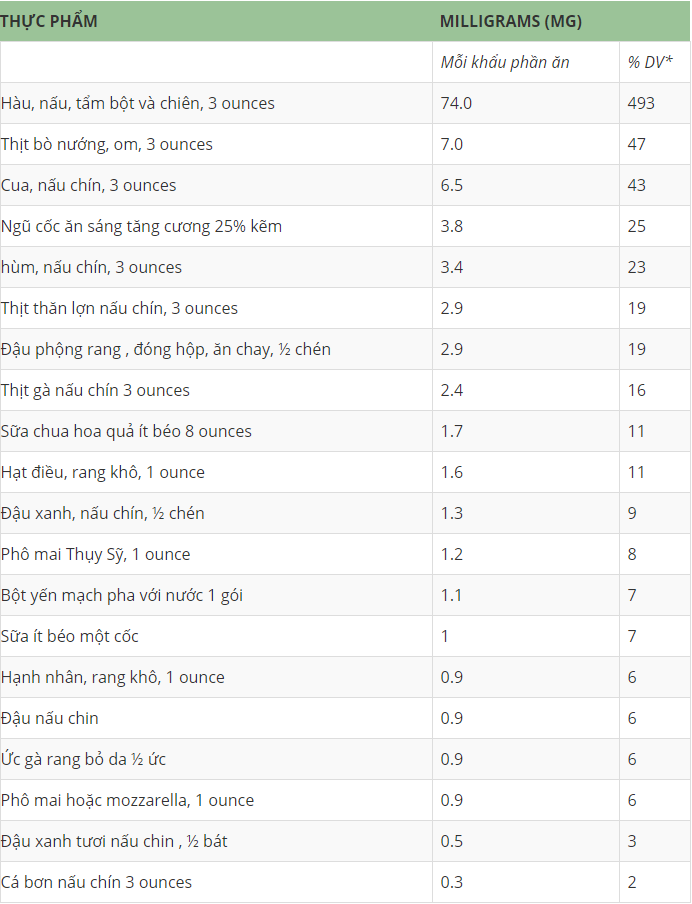 THỰC PHẨM MILLIGRAMS (MG)
Mỗi khẩu phần ăn % DV*
Hàu, nấu, tẩm bột và chiên, 3 ounces 74.0 493
Thịt bò nướng, om, 3 ounces 7.0 47
Cua, nấu chín, 3 ounces 6.5 43
Ngũ cốc ăn sáng tăng cương 25% kẽm 3.8 25
hùm, nấu chín, 3 ounces 3.4 23
Thịt thăn lợn nấu chín, 3 ounces 2.9 19
Đậu phộng rang , đóng hộp, ăn chay, ½ chén 2.9 19
Thịt gà nấu chín 3 ounces 2.4 16
Sữa chua hoa quả ít béo 8 ounces 1.7 11
Hạt điều, rang khô, 1 ounce 1.6 11
Đậu xanh, nấu chín, ½ chén 1.3 9
Phô mai Thụy Sỹ, 1 ounce 1.2 8
Bột yến mạch pha với nước 1 gói 1.1 7
Sữa ít béo một cốc 1 7
Hạnh nhân, rang khô, 1 ounce 0.9 6
Đậu nấu chin 0.9 6
Ức gà rang bỏ da ½ ức 0.9 6
Phô mai hoặc mozzarella, 1 ounce 0.9 6
Đậu xanh tươi nấu chin , ½ bát 0.5 3
Cá bơn nấu chín 3 ounces 0.3 2